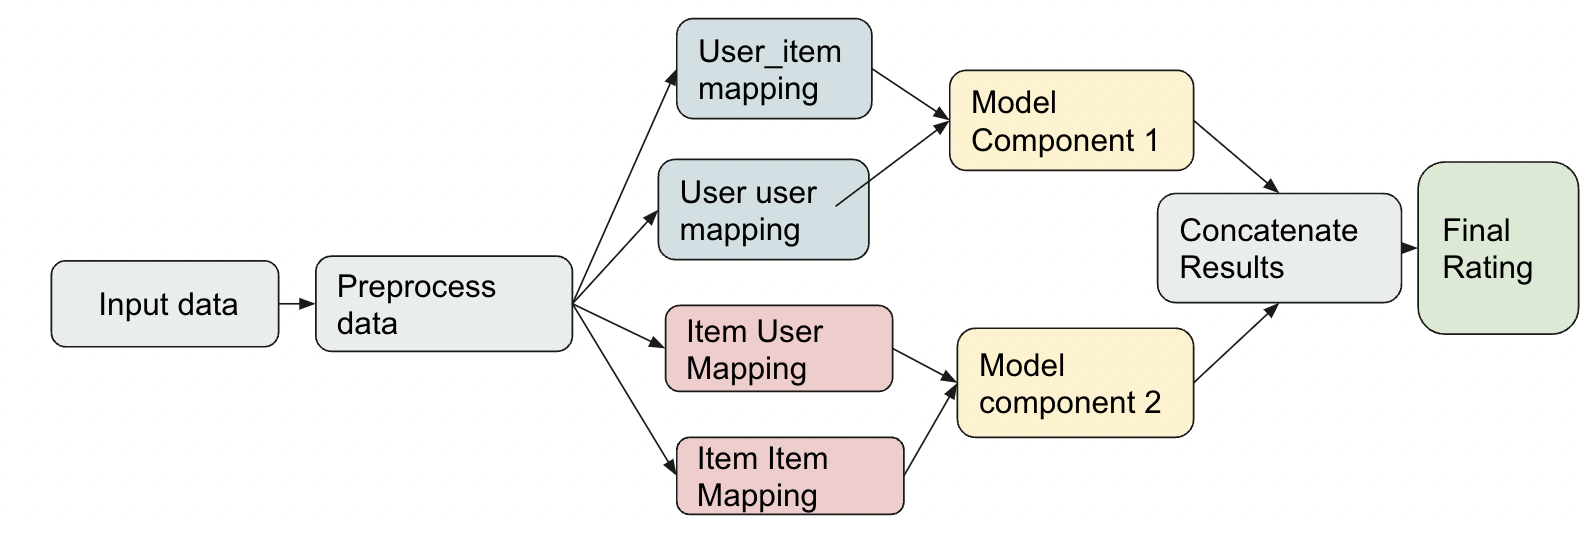 Input data
Preprocess
data
User_item
mapping
User user
mapping
Item User
Mapping
Item Item
Mapping
Model
Component 1
Model
component 2
Concatenate
Results
Final
Rating